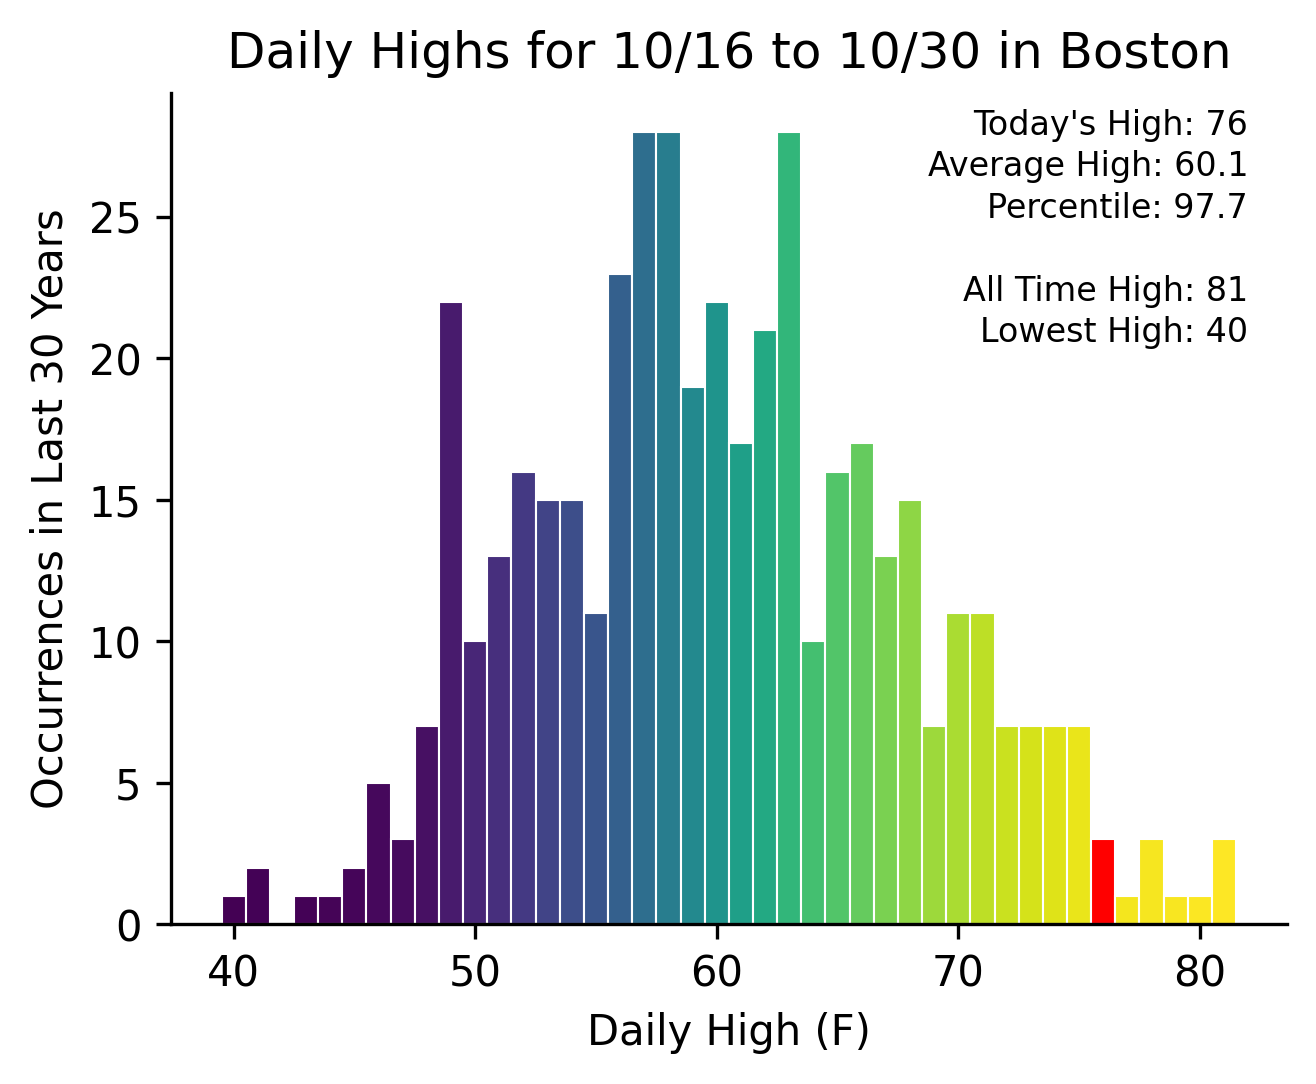 Daily Highs for 10/16 to 10/30 in Boston
Today's High: 76
Average High: 60.1
Percentile: 97.7
All Time High: 81
Lowest High: 40
Occurrences in Last 30 Years
25
20
15
10
5
0
40 50 60 70 80
Daily High (F)